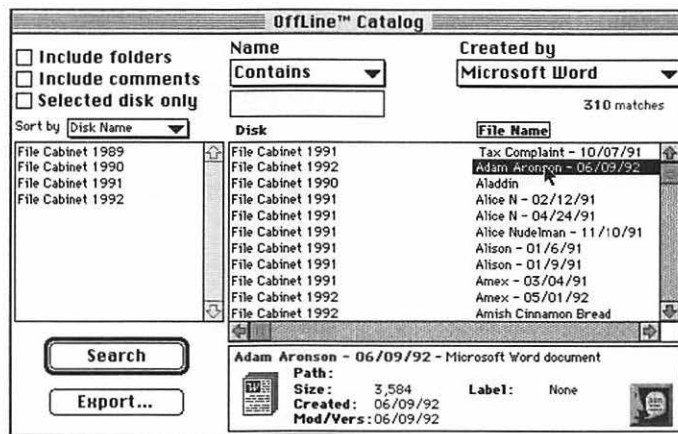 OffLine™ Catalog
Include folders
Include comments
Selected disk only
Name
Contains
Created by
Microsoft Word
310 matches
Sort by Disk Name
File Cabinet 1989
File Cabinet 1990
File Cabinet 1991
File Cabinet 1992
Disk File Name
File Cabinet 1991 Tax Complaint - 10/07/91
File Cabinet 1992 Adam Aronson - 06/09/92
File Cabinet 1990 Aladdin
File Cabinet 1991 Alice N - 02/12/91
File Cabinet 1991 Alice N - 04/24/91
File Cabinet 1991 Alice Nudelman - 11/10/91
File Cabinet 1991 Alison - 01/6/91
File Cabinet 1991 Alison - 01/9/91
File Cabinet 1991 Amex - 03/04/91
File Cabinet 1992 Amex - 05/01/92
File Cabinet 1992 Amish Cinnamon Bread
Search
Export...
Adam Aronson - 06/09/92 - Microsoft Word document
Path:
Size: 3,584 Label: None
Created: 06/09/92
Mod/Vers: 06/09/92